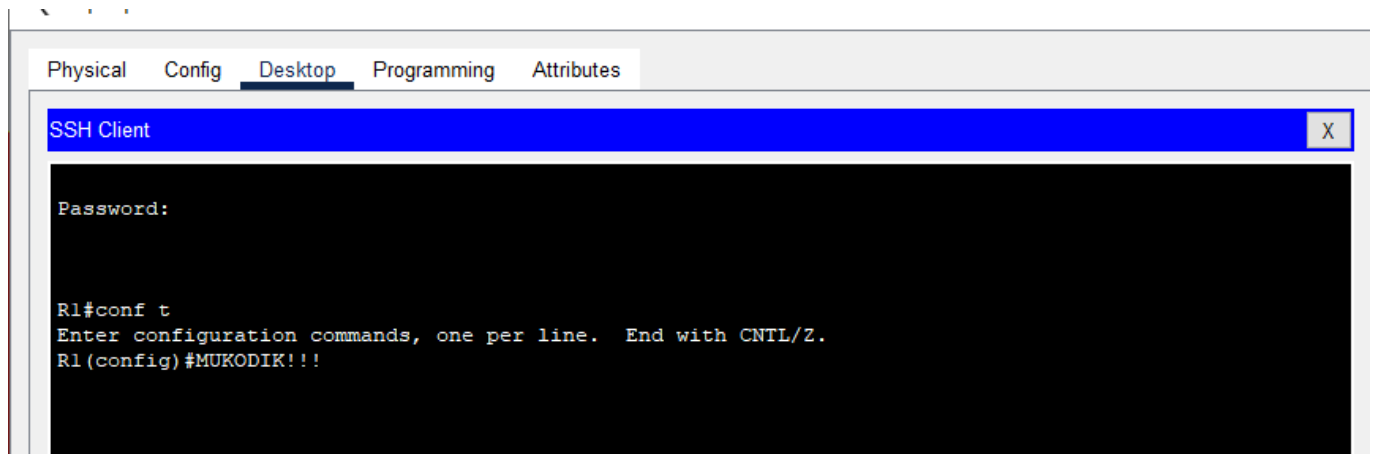 Physical Config Desktop Programming Attributes
SSH Client X
Password:
R1#conf t
Enter configuration commands, one per line.  End with CNTL/Z.
R1(config)#MUKODIK!!!